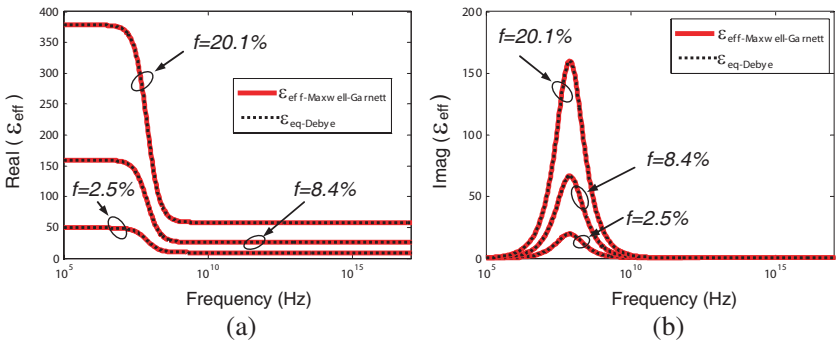 400
350
300
250
200
150
100
50
0
Real ( ε_eff )
f=20.1%
ε_eff-Maxwell-Garnett
ε_eq-Debye
f=2.5%
f=8.4%
10^5
10^10
10^15
Frequency (Hz)
(a)
200
150
100
50
0
Imag ( ε_eff )
f=20.1%
ε_eff-Maxwell-Garnett
ε_eq-Debye
f=8.4%
f=2.5%
10^5
10^10
10^15
Frequency (Hz)
(b)